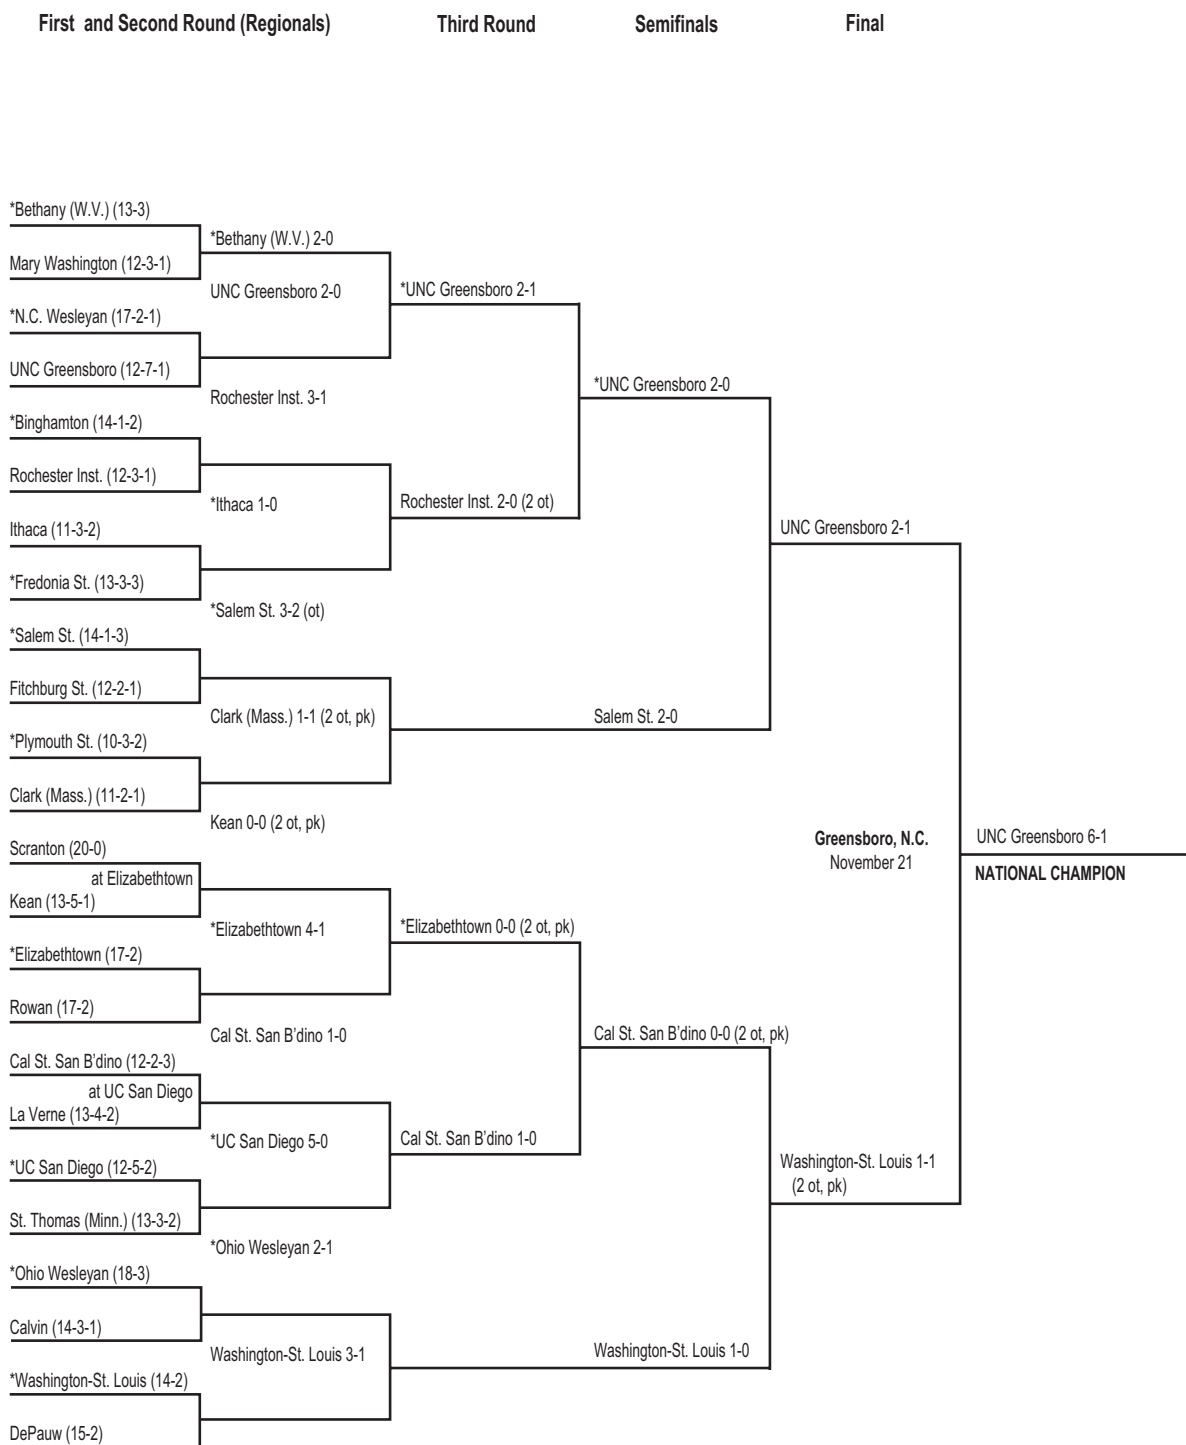 First and Second Round (Regionals)
Third Round
Semifinals
Final
*Bethany (W.V.) (13-3)
Mary Washington (12-3-1)
*N.C. Wesleyan (17-2-1)
UNC Greensboro (12-7-1)
*Binghamton (14-1-2)
Rochester Inst. (12-3-1)
Ithaca (11-3-2)
*Fredonia St. (13-3-3)
*Salem St. (14-1-3)
Fitchburg St. (12-2-1)
*Plymouth St. (10-3-2)
Clark (Mass.) (11-2-1)
Scranton (20-0)
at Elizabethtown
Kean (13-5-1)
*Elizabethtown (17-2)
Rowan (17-2)
Cal St. San B’dino (12-2-3)
at UC San Diego
La Verne (13-4-2)
*UC San Diego (12-5-2)
St. Thomas (Minn.) (13-3-2)
*Ohio Wesleyan (18-3)
Calvin (14-3-1)
*Washington-St. Louis (14-2)
DePauw (15-2)
*Bethany (W.V.) 2-0
UNC Greensboro 2-0
Rochester Inst. 3-1
*Ithaca 1-0
*Salem St. 3-2 (ot)
Clark (Mass.) 1-1 (2 ot, pk)
Kean 0-0 (2 ot, pk)
*Elizabethtown 4-1
Cal St. San B’dino 1-0
*UC San Diego 5-0
*Ohio Wesleyan 2-1
Washington-St. Louis 3-1
*UNC Greensboro 2-1
Rochester Inst. 2-0 (2 ot)
*Elizabethtown 0-0 (2 ot, pk)
Cal St. San B’dino 1-0
*UNC Greensboro 2-0
Salem St. 2-0
Cal St. San B’dino 0-0 (2 ot, pk)
Washington-St. Louis 1-0
UNC Greensboro 2-1
Washington-St. Louis 1-1
(2 ot, pk)
Greensboro, N.C.
November 21
UNC Greensboro 6-1
NATIONAL CHAMPION